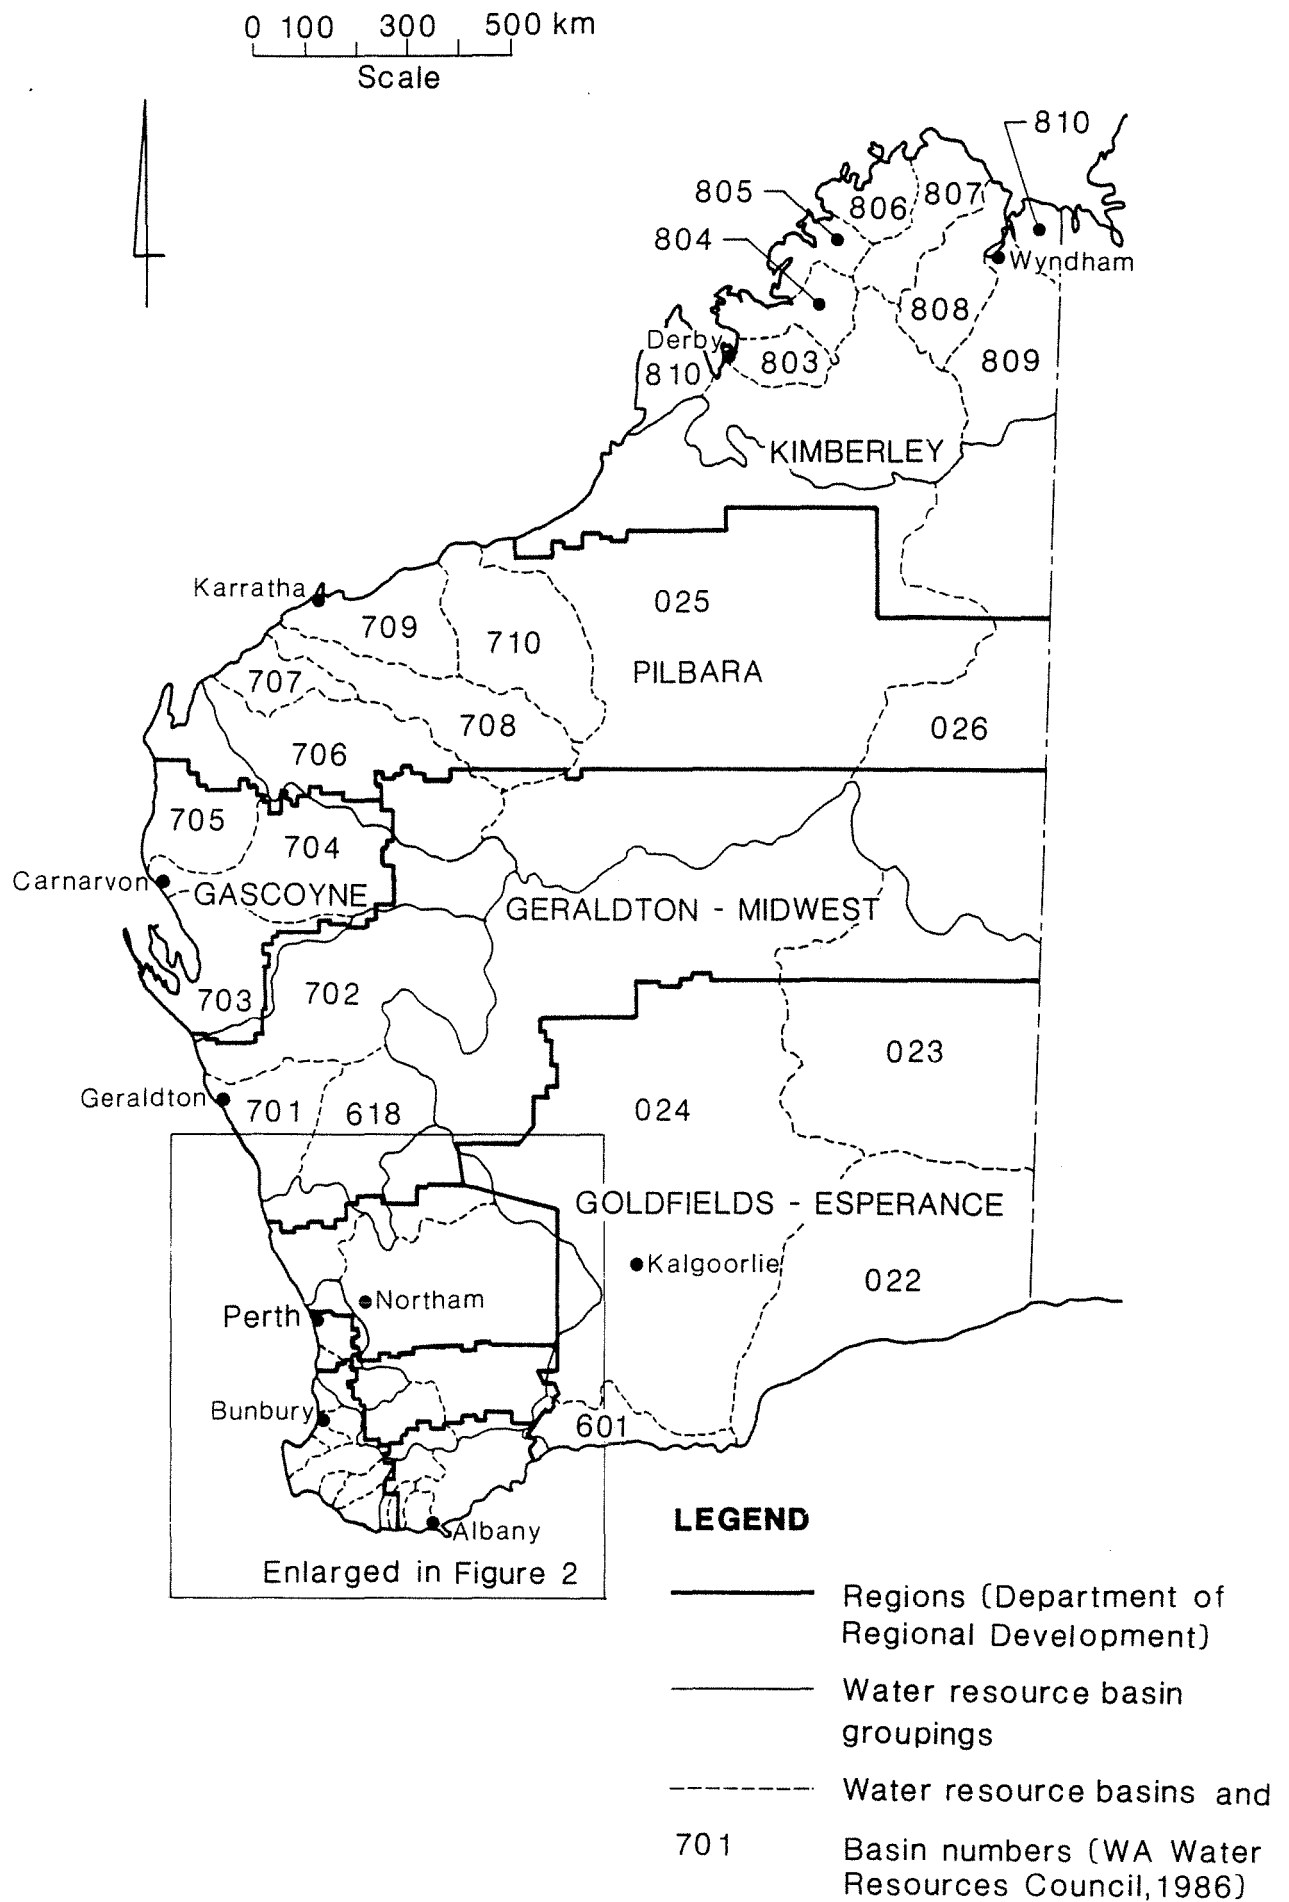 0 100 300 500 km
Scale
810
805
806
807
804
Wyndham
808
Derby
803
809
810
KIMBERLEY
Karratha
025
709
710
PILBARA
707
708
026
706
705
704
Carnarvon
GASCOYNE
GERALDTON - MIDWEST
703
702
023
Geraldton
701
618
024
GOLDFIELDS - ESPERANCE
Kalgoorlie
022
Northam
Perth
Bunbury
601
Albany
Enlarged in Figure 2
LEGEND
Regions (Department of
Regional Development)
Water resource basin
groupings
Water resource basins and
701 Basin numbers (WA Water
Resources Council,1986)